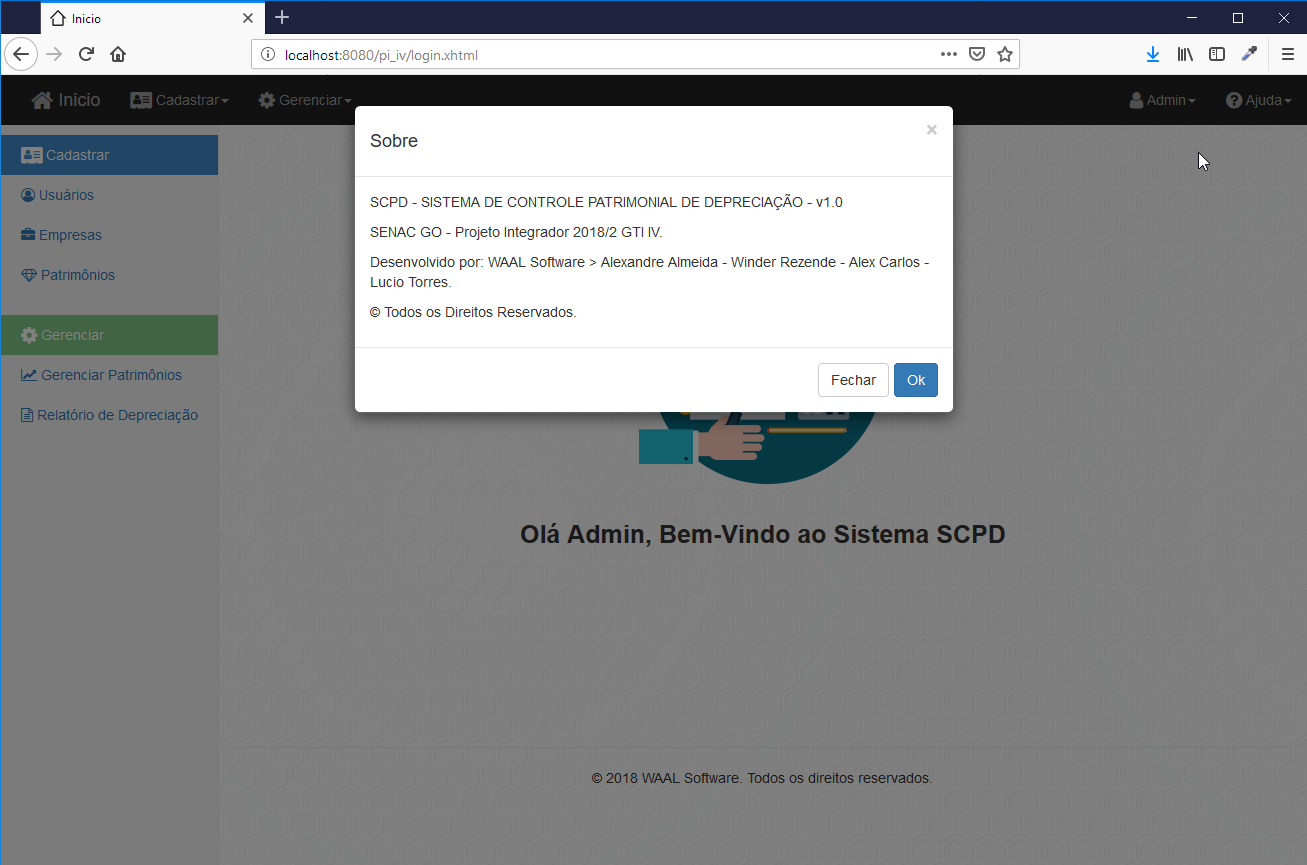 Inicio
localhost:8080/pi_iv/login.xhtml
Inicio Cadastrar Gerenciar Admin Ajuda
Sobre ×
SCPD - SISTEMA DE CONTROLE PATRIMONIAL DE DEPRECIAÇÃO - v1.0
SENAC GO - Projeto Integrador 2018/2 GTI IV.
Desenvolvido por: WAAL Software > Alexandre Almeida - Winder Rezende - Alex Carlos -
Lucio Torres.
© Todos os Direitos Reservados.
Fechar Ok
Cadastrar
Usuários
Empresas
Patrimônios
Gerenciar
Gerenciar Patrimônios
Relatório de Depreciação
Olá Admin, Bem-Vindo ao Sistema SCPD
© 2018 WAAL Software. Todos os direitos reservados.